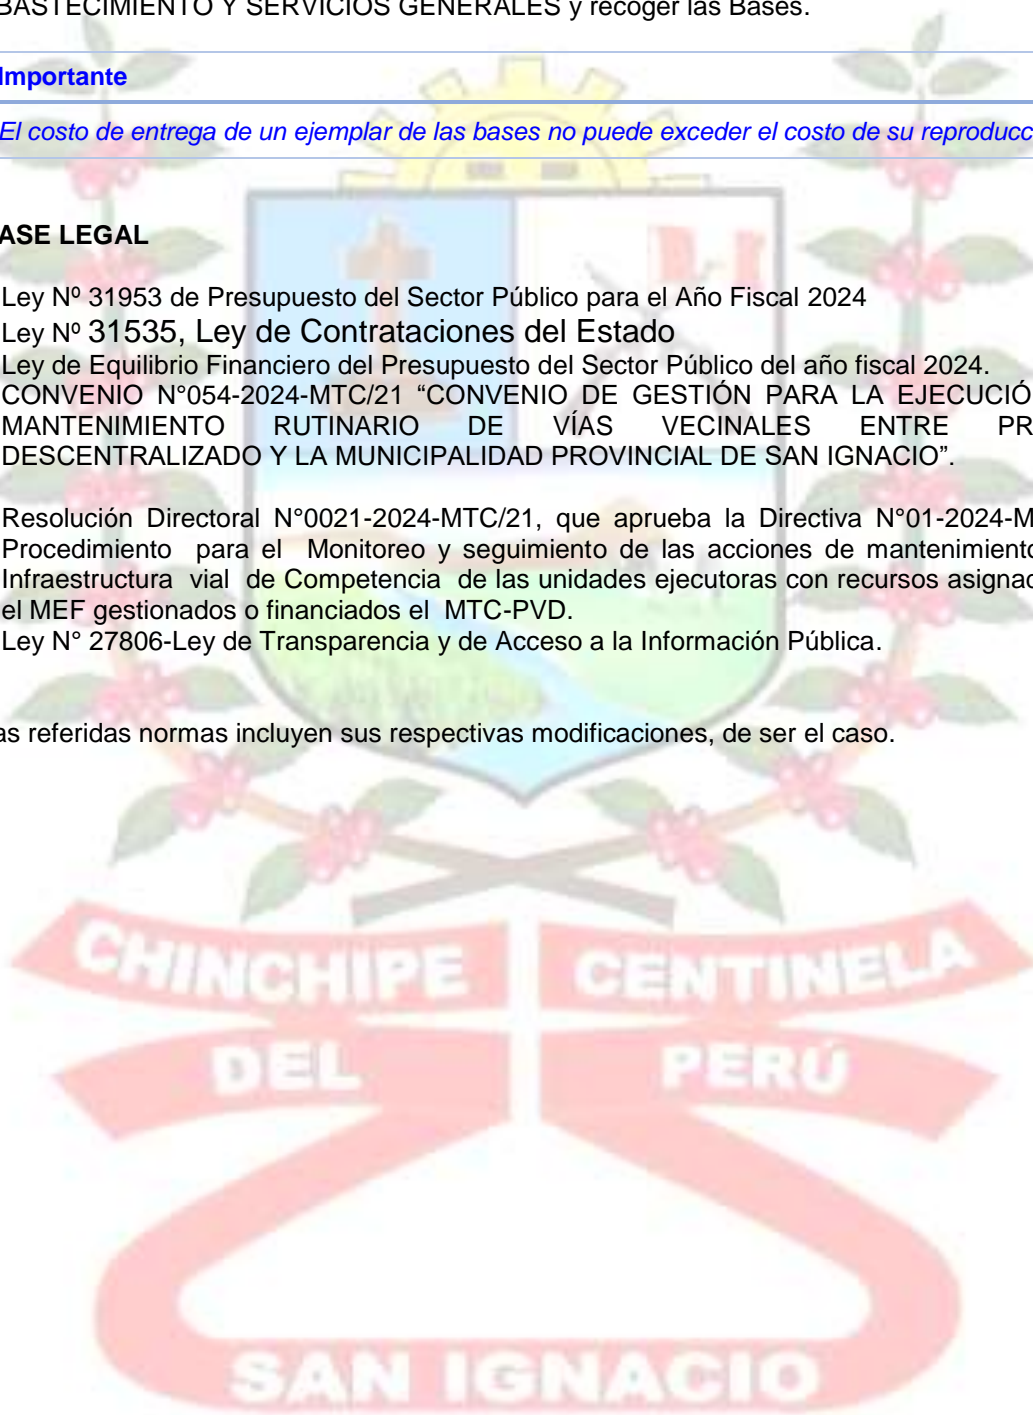 BASTECIMIENTO Y SERVICIOS GENERALES y recoger las Bases.
Importante
El costo de entrega de un ejemplar de las bases no puede exceder el costo de su reproducc
ASE LEGAL
Ley Nº 31953 de Presupuesto del Sector Público para el Año Fiscal 2024
Ley Nº 31535, Ley de Contrataciones del Estado
Ley de Equilibrio Financiero del Presupuesto del Sector Público del año fiscal 2024.
CONVENIO N°054-2024-MTC/21 “CONVENIO DE GESTIÓN PARA LA EJECUCIÓ
MANTENIMIENTO RUTINARIO DE VÍAS VECINALES ENTRE PR
DESCENTRALIZADO Y LA MUNICIPALIDAD PROVINCIAL DE SAN IGNACIO”.
Resolución Directoral N°0021-2024-MTC/21, que aprueba la Directiva N°01-2024-M
Procedimiento para el Monitoreo y seguimiento de las acciones de mantenimiento
Infraestructura vial de Competencia de las unidades ejecutoras con recursos asignad
el MEF gestionados o financiados el MTC-PVD.
Ley N° 27806-Ley de Transparencia y de Acceso a la Información Pública.
as referidas normas incluyen sus respectivas modificaciones, de ser el caso.
CHINCHIPE CENTINELA
DEL PERÚ
SAN IGNACIO